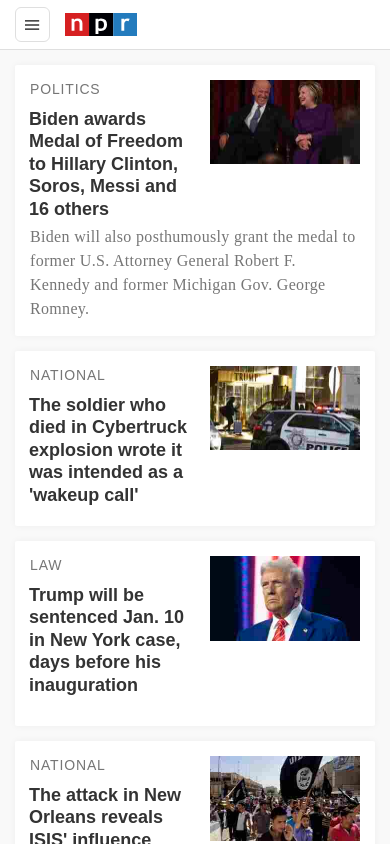 npr
POLITICS
Biden awards
Medal of Freedom
to Hillary Clinton,
Soros, Messi and
16 others
Biden will also posthumously grant the medal to
former U.S. Attorney General Robert F.
Kennedy and former Michigan Gov. George
Romney.
NATIONAL
The soldier who
died in Cybertruck
explosion wrote it
was intended as a
'wakeup call'
POLICE
LAW
Trump will be
sentenced Jan. 10
in New York case,
days before his
inauguration
NATIONAL
The attack in New
Orleans reveals
ISIS' influence